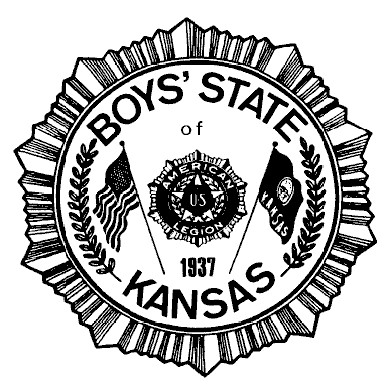 BOYS' STATE
of
AMERICAN
US
LEGION
KANSAS
1937
KANSAS